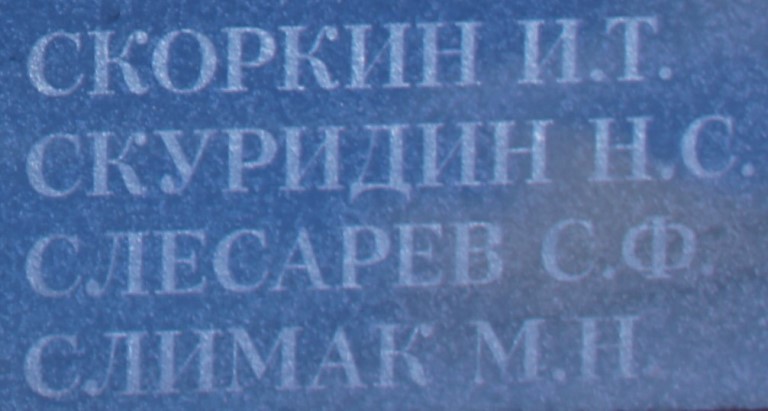 СКОРКИН И.Т.
СКУРИДИН Н.С.
СЛЕСАРЕВ С.Ф.
СЛИМАК М.Н.